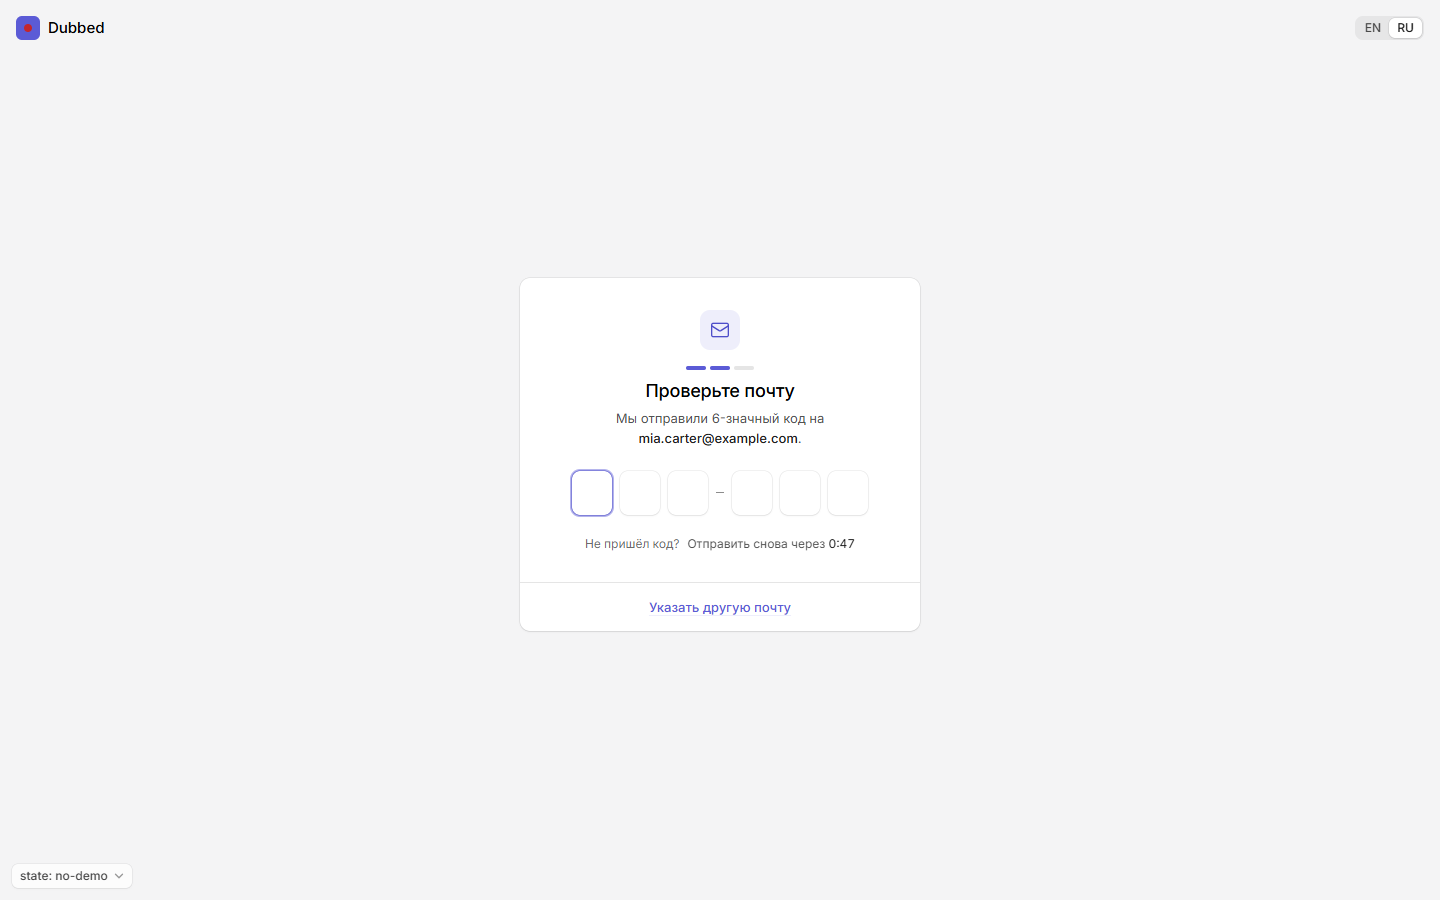 Dubbed
EN RU
Проверьте почту
Мы отправили 6-значный код на
mia.carter@example.com.
–
Не пришёл код? Отправить снова через 0:47
Указать другую почту
state: no-demo